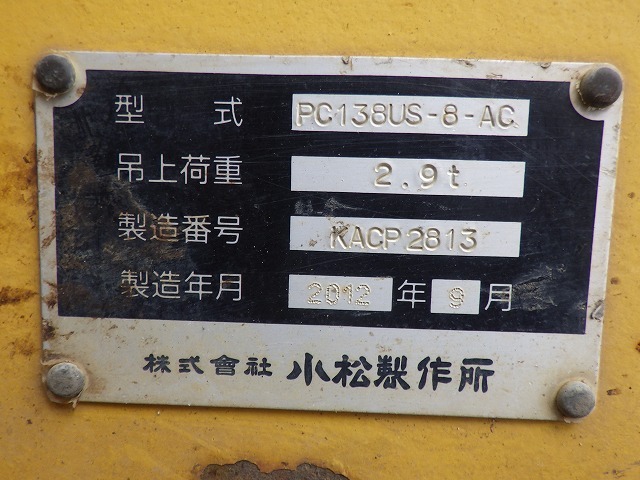 型 式 PC138US-8-AC
吊上荷重 2.9t
製造番号 KACP2813
製造年月 2012 年 9 月
株式會社 小松製作所